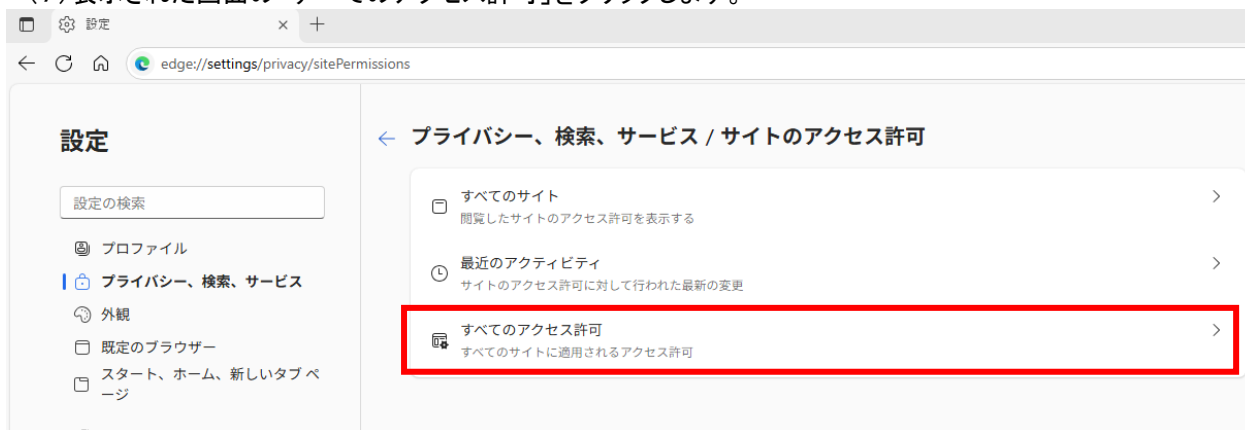 設定
edge://settings/privacy/sitePermissions
設定
設定の検索
プロファイル
プライバシー、検索、サービス
外観
既定のブラウザー
スタート、ホーム、新しいタブ ペ
ージ
プライバシー、検索、サービス / サイトのアクセス許可
すべてのサイト
閲覧したサイトのアクセス許可を表示する
最近のアクティビティ
サイトのアクセス許可に対して行われた最新の変更
すべてのアクセス許可
すべてのサイトに適用されるアクセス許可